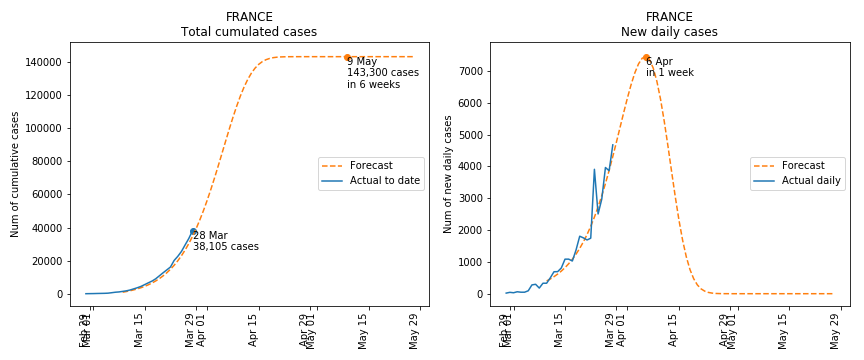 FRANCE
Total cumulated cases
Num of cumulative cases
140000
120000
100000
80000
60000
40000
20000
0
9 May
143,300 cases
in 6 weeks
Forecast
Actual to date
28 Mar
38,105 cases
Feb 29
Mar 01
Mar 15
Mar 29
Apr 01
Apr 15
Apr 29
May 01
May 15
May 29
FRANCE
New daily cases
Num of new daily cases
7000
6000
5000
4000
3000
2000
1000
0
6 Apr
in 1 week
Forecast
Actual daily
Feb 29
Mar 01
Mar 15
Mar 29
Apr 01
Apr 15
Apr 29
May 01
May 15
May 29